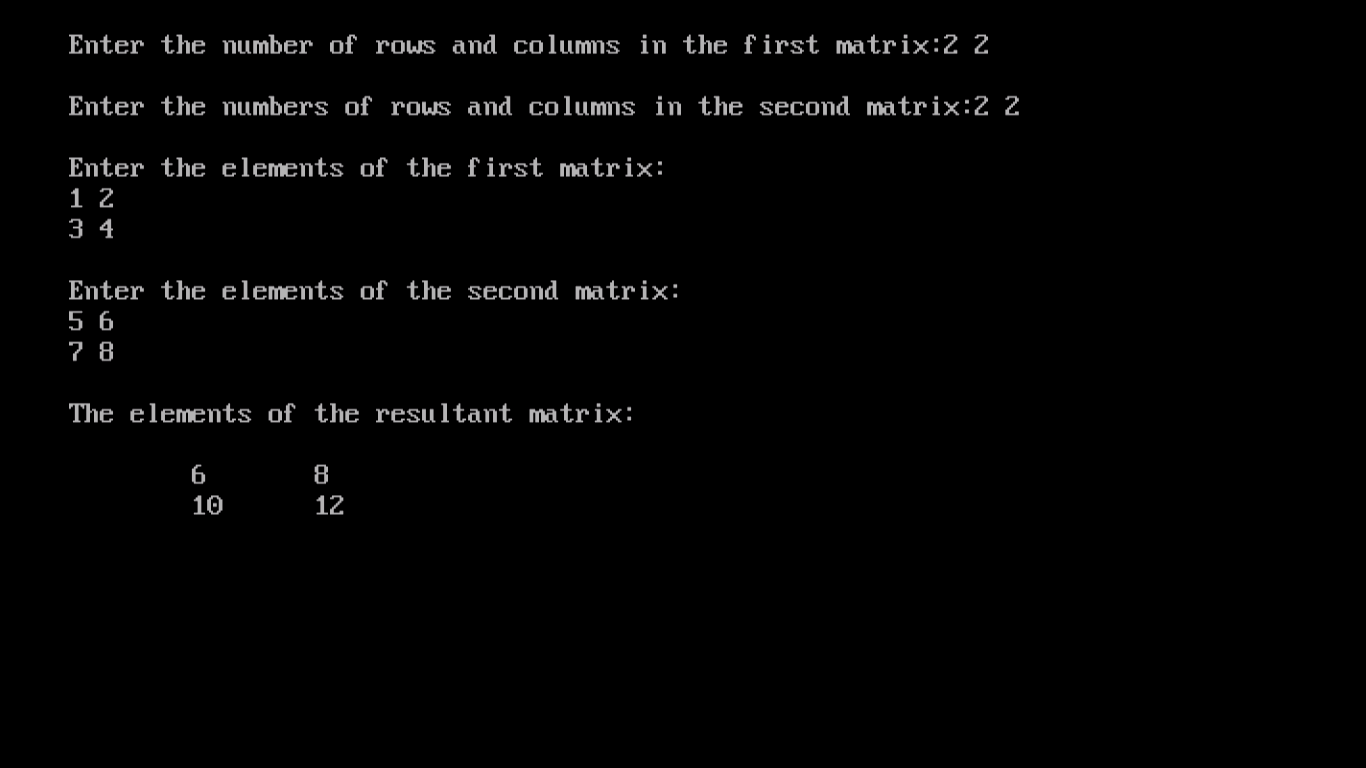 Enter the number of rows and columns in the first matrix:2 2
Enter the numbers of rows and columns in the second matrix:2 2
Enter the elements of the first matrix:
1 2
3 4
Enter the elements of the second matrix:
5 6
7 8
The elements of the resultant matrix:
6 8
10 12